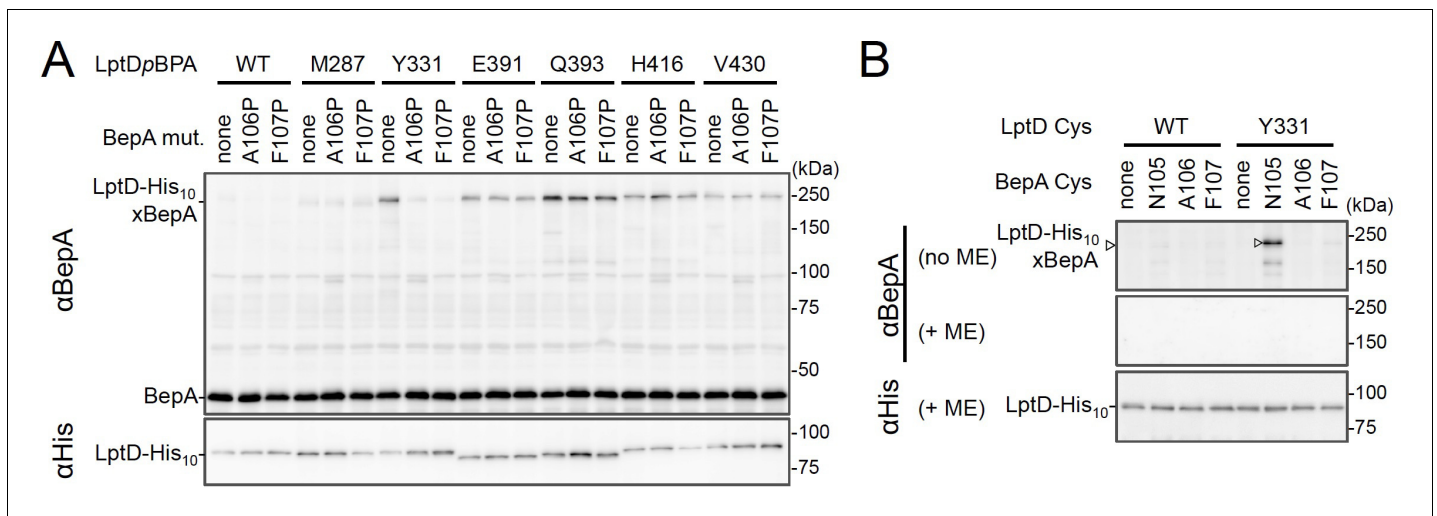 A
LptDpBPA WT M287 Y331 E391 Q393 H416 V430
BepA mut. none A106P F107P none A106P F107P none A106P F107P none A106P F107P none A106P F107P none A106P F107P none A106P F107P
(kDa)
LptD-His10
xBepA
-250
-150
-100
-75
-50
αBepA
BepA-
αHis
LptD-His10-
-100
-75
B
LptD Cys WT Y331
BepA Cys none N105 A106 F107 none N105 A106 F107
(kDa)
αBepA
(no ME)
LptD-His10
xBepA
-250
-150
(+ ME)
-250
-150
αHis
(+ ME) LptD-His10-
-100
-75